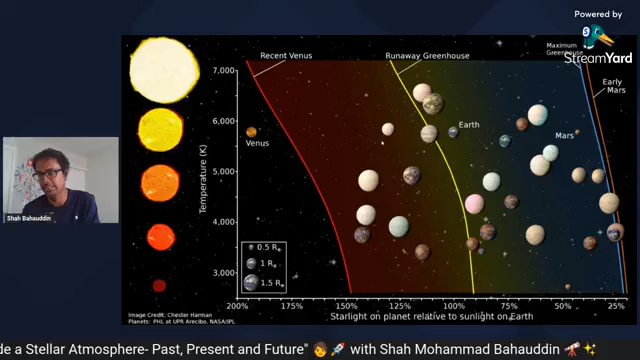 Powered by
StreamYard
Recent Venus
Runaway Greenhouse
Maximum
Greenhouse
Early
Mars
7,000
6,000
5,000
4,000
3,000
Temperature (K)
Venus
Earth
Mars
0.5 R
1 R
1.5 R
Shah Bahauddin
Image Credit: Chester Harman
Planets: PHL at UPR Arecibo, NASA/JPL
200% 175% 150% 125% 100% 75% 50% 25%
Starlight on planet relative to sunlight on Earth
de a Stellar Atmosphere- Past, Present and Future" 🧑🚀 with Shah Mohammad Bahauddin 🔭✨